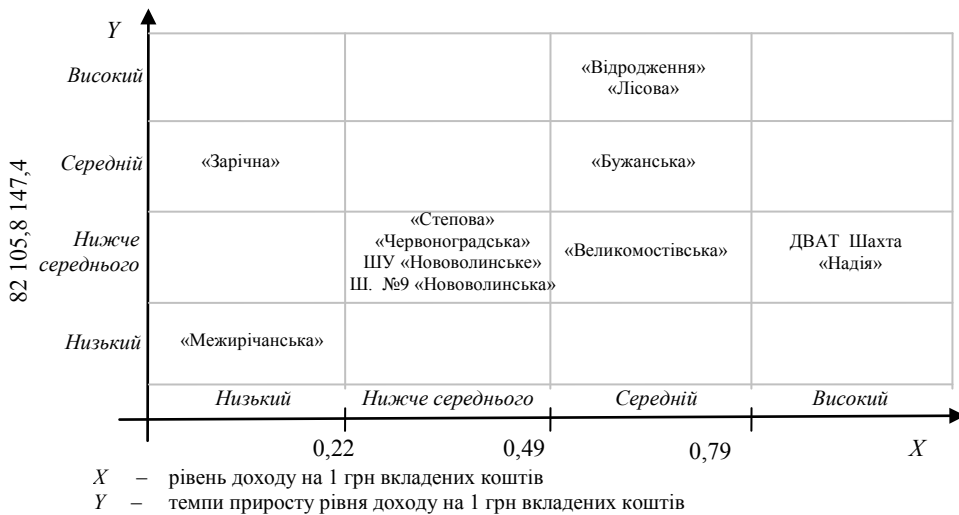 Y
Високий
«Відродження»
«Лісова»
Середній
«Зарічна»
«Бужанська»
82 105,8 147,4
Нижче
середнього
«Степова»
«Червоноградська»
ШУ «Нововолинське»
Ш. №9 «Нововолинська»
«Великомостівська»
ДВАТ Шахта
«Надія»
Низький
«Межирічанська»
Низький
Нижче середнього
Середній
Високий
0,22
0,49
0,79
X
X – рівень доходу на 1 грн вкладених коштів
Y – темпи приросту рівня доходу на 1 грн вкладених коштів